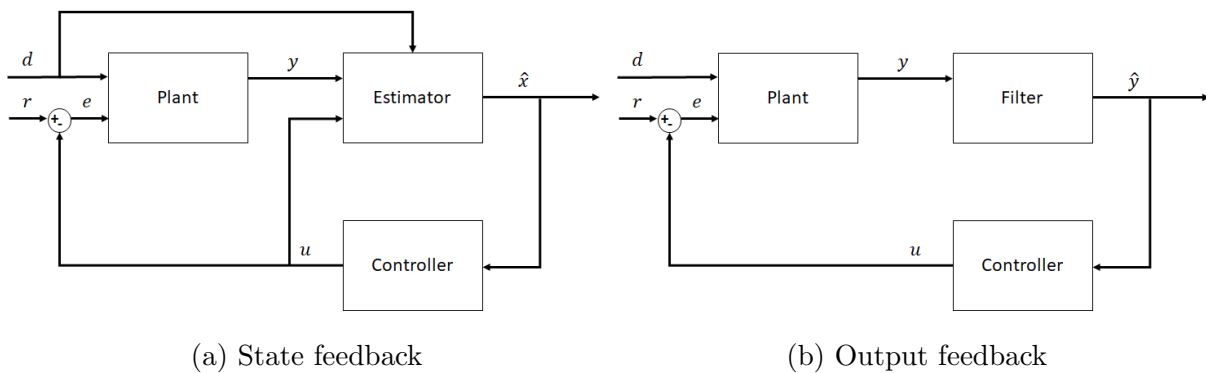 d
y
x̂
r
e
+
-
Plant
Estimator
u
Controller
(a) State feedback
d
y
ŷ
r
e
+
-
Plant
Filter
u
Controller
(b) Output feedback